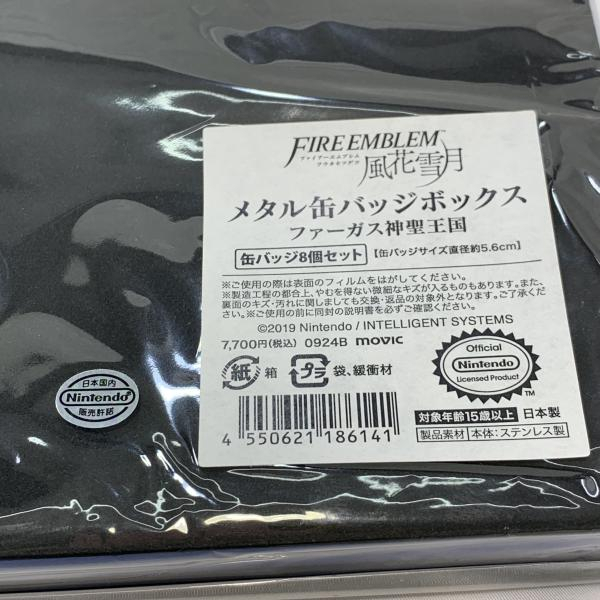 FIRE EMBLEM™
ファイアーエムブレム
フウカセツゲツ
風花雪月
メタル缶バッジボックス
ファーガス神聖王国
缶バッジ8個セット 【缶バッジサイズ直径約5.6cm】
※ご使用の際は表面のフィルムをはがしてください。
※製造工程の都合上、やむを得ない微細なキズが入るものもあります。また、
裏面のキズ・汚れに関しましても交換・返品の対象外となります。ご了承くだ
さい。※ご使用の前に同封の説明書を必ずご確認ください。
©2019 Nintendo / INTELLIGENT SYSTEMS
7,700円(税込) 0924B movic
紙 箱 プラ 袋、緩衝材
Official
Nintendo
Licensed Product
TM
対象年齢15歳以上 日本製
製品素材 本体:ステンレス製
4 550621 186141
日本国内
Nintendo
販売許諾